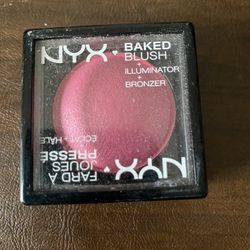 NYX
BAKED
BLUSH
+
ILLUMINATOR
+
BRONZER
NYX
FARD À
JOUES
PRESSÉ
ÉCLAT + HÂLE